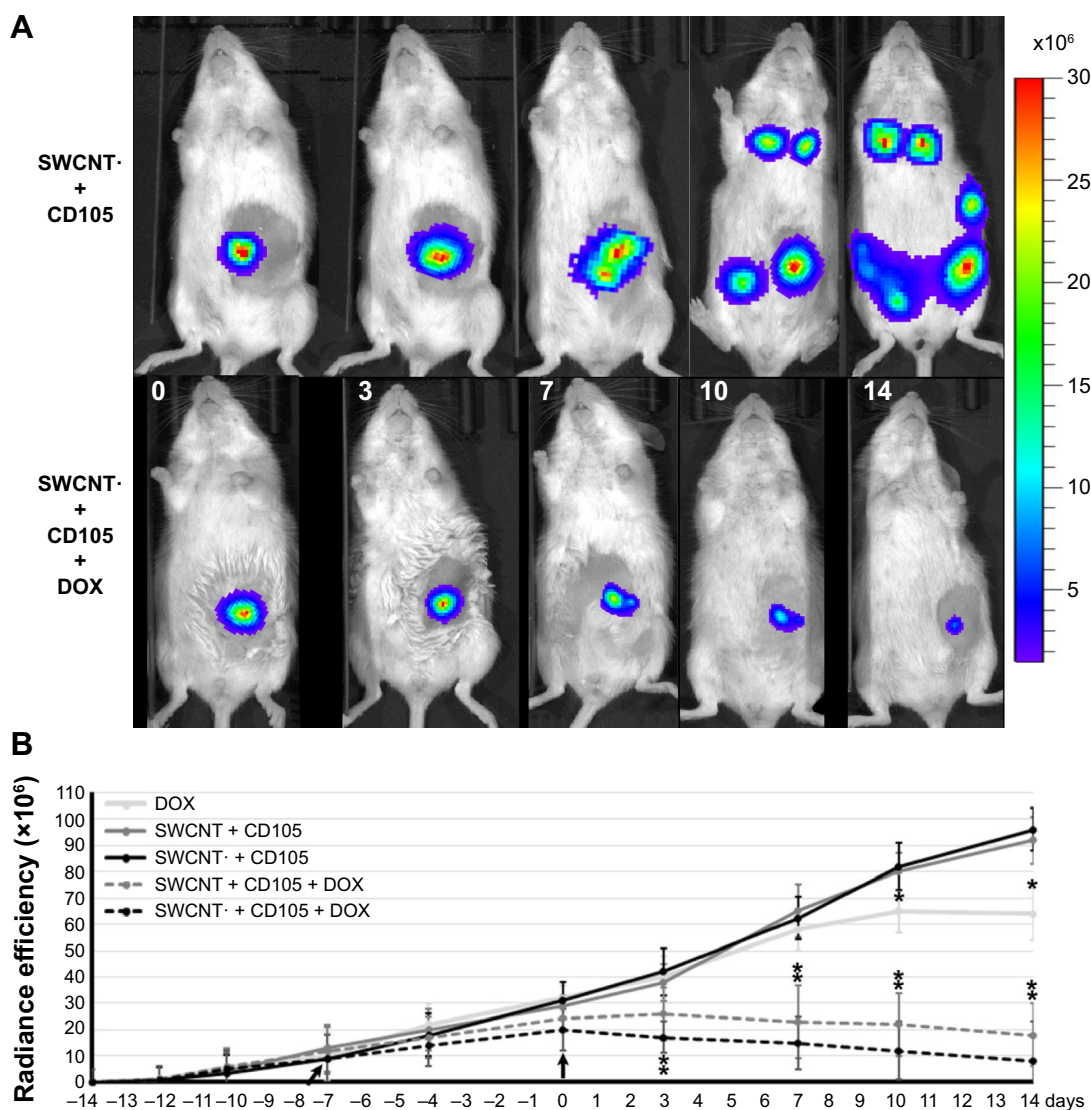 A
x10⁶
SWCNT·
+
CD105
30
25
20
15
10
5
0 3 7 10 14
SWCNT·
+
CD105
+
DOX
B
Radiance efficiency (×10⁶)
110
100
90
80
70
60
50
40
30
20
10
0
DOX
SWCNT + CD105
SWCNT· + CD105
SWCNT + CD105 + DOX
SWCNT· + CD105 + DOX
* *
** ** ** **
–14 –13 –12 –11 –10 –9 –8 –7 –6 –5 –4 –3 –2 –1 0 1 2 3 4 5 6 7 8 9 10 11 12 13 14 days